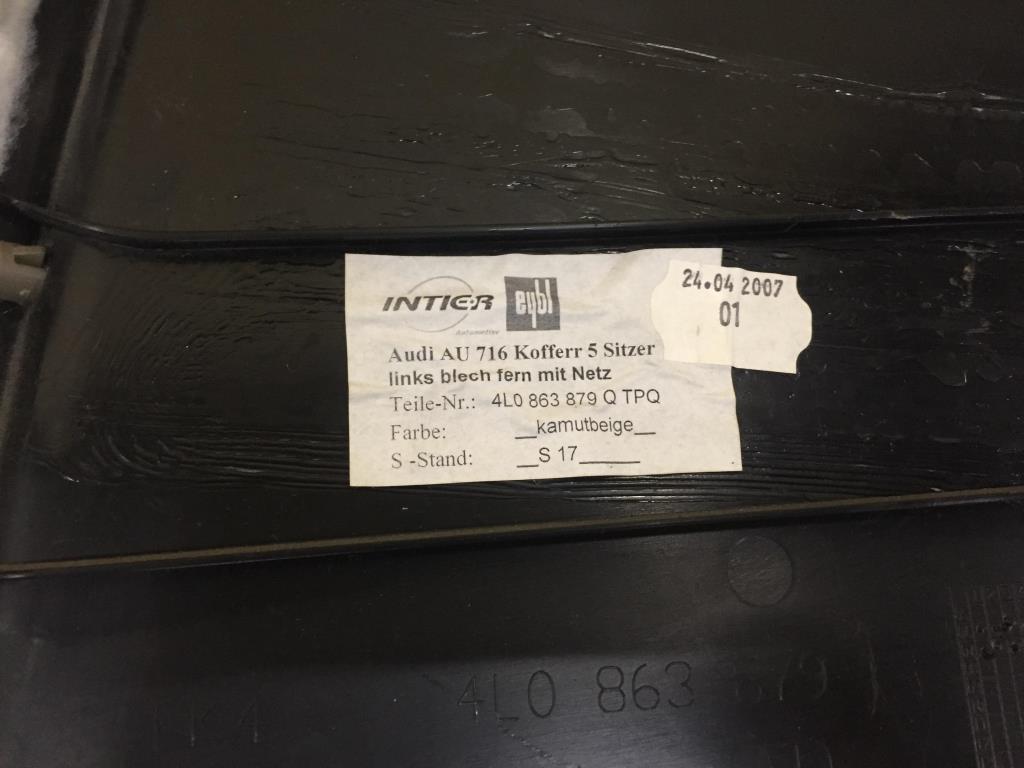 INTIER
Automotive
eybl
24.04 2007
01
Audi AU 716 Kofferr 5 Sitzer
links blech fern mit Netz
Teile-Nr.: 4L0 863 879 Q TPQ
Farbe: __kamutbeige__
S -Stand: __S 17______
4L0 863